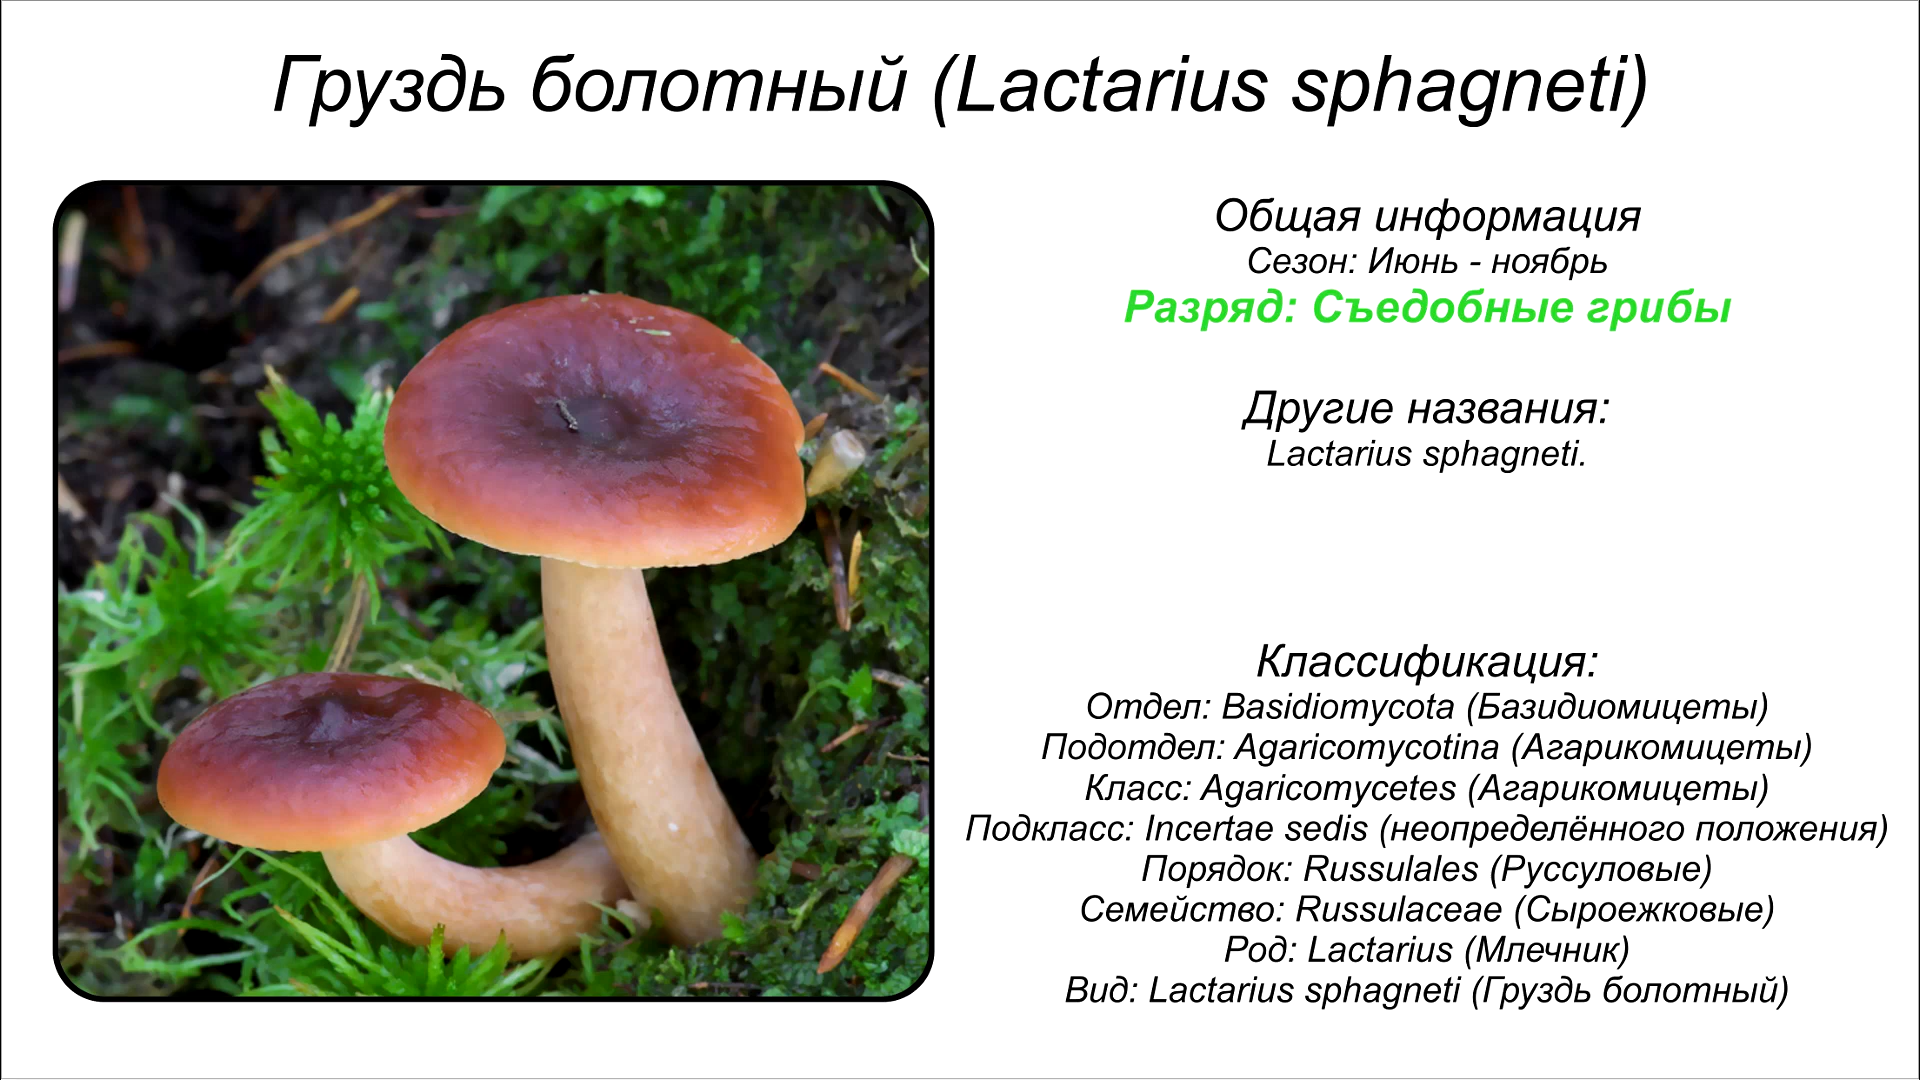 Груздь болотный (Lactarius sphagneti)
Общая информация
Сезон: Июнь - ноябрь
Разряд: Съедобные грибы
Другие названия:
Lactarius sphagneti.
Классификация:
Отдел: Basidiomycota (Базидиомицеты)
Подотдел: Agaricomycotina (Агарикомицеты)
Класс: Agaricomycetes (Агарикомицеты)
Подкласс: Incertae sedis (неопределённого положения)
Порядок: Russulales (Руссуловые)
Семейство: Russulaceae (Сыроежковые)
Род: Lactarius (Млечник)
Вид: Lactarius sphagneti (Груздь болотный)